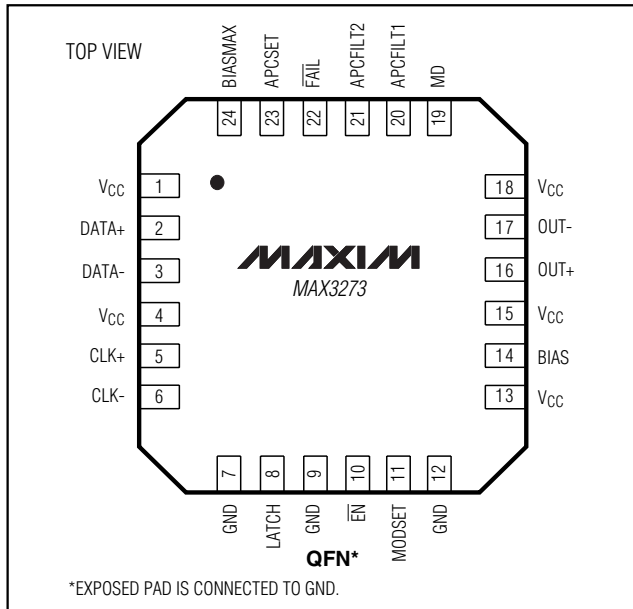 TOP VIEW
BIASMAX
APCSET
F̅A̅I̅L̅
APCFILT2
APCFILT1
MD
24
23
22
21
20
19
VCC 1
DATA+ 2
DATA- 3
VCC 4
CLK+ 5
CLK- 6
MAXIM
MAX3273
18 VCC
17 OUT-
16 OUT+
15 VCC
14 BIAS
13 VCC
7
8
9
10
11
12
GND
LATCH
GND
E̅N̅
MODSET
GND
QFN*
*EXPOSED PAD IS CONNECTED TO GND.